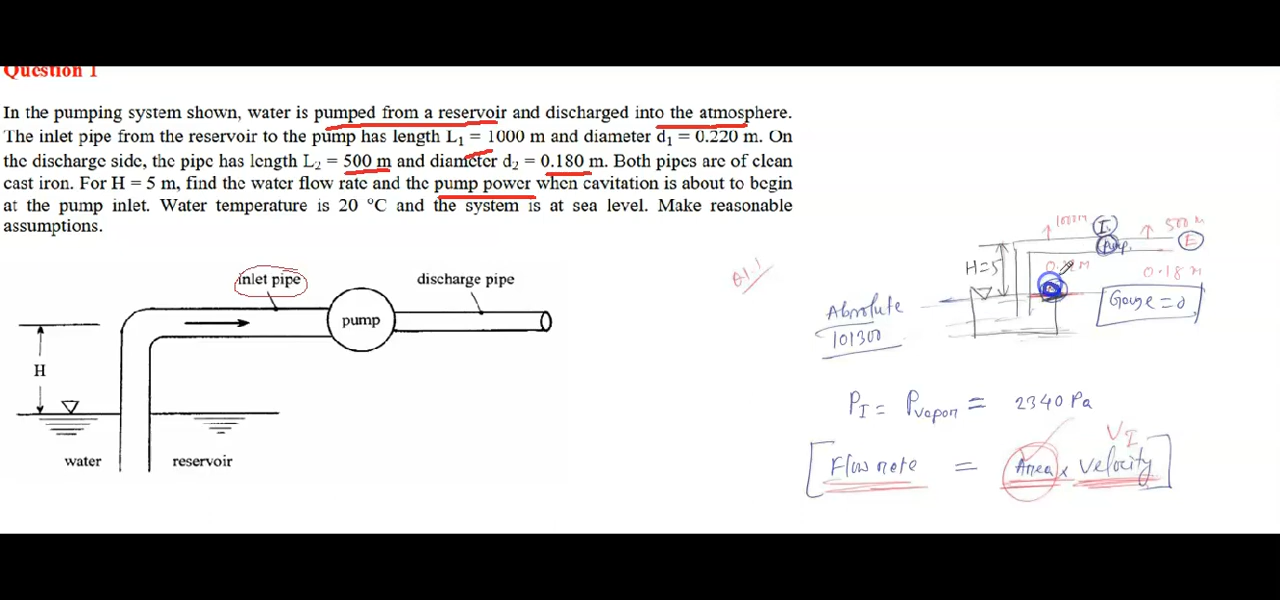 Question 1
In the pumping system shown, water is pumped from a reservoir and discharged into the atmosphere.
The inlet pipe from the reservoir to the pump has length L₁ = 1000 m and diameter d₁ = 0.220 m. On
the discharge side, the pipe has length L₂ = 500 m and diameter d₂ = 0.180 m. Both pipes are of clean
cast iron. For H = 5 m, find the water flow rate and the pump power when cavitation is about to begin
at the pump inlet. Water temperature is 20 °C and the system is at sea level. Make reasonable
assumptions.
inlet pipe
discharge pipe
pump
H
water
reservoir
Q1.1
1000m
I
500 m
Pump
E
H=5
M
0.18 m
Gauge = 0
Absolute
101300
P_I = P_vapor = 2340 Pa
V_I
Flow rate = Area x Velocity